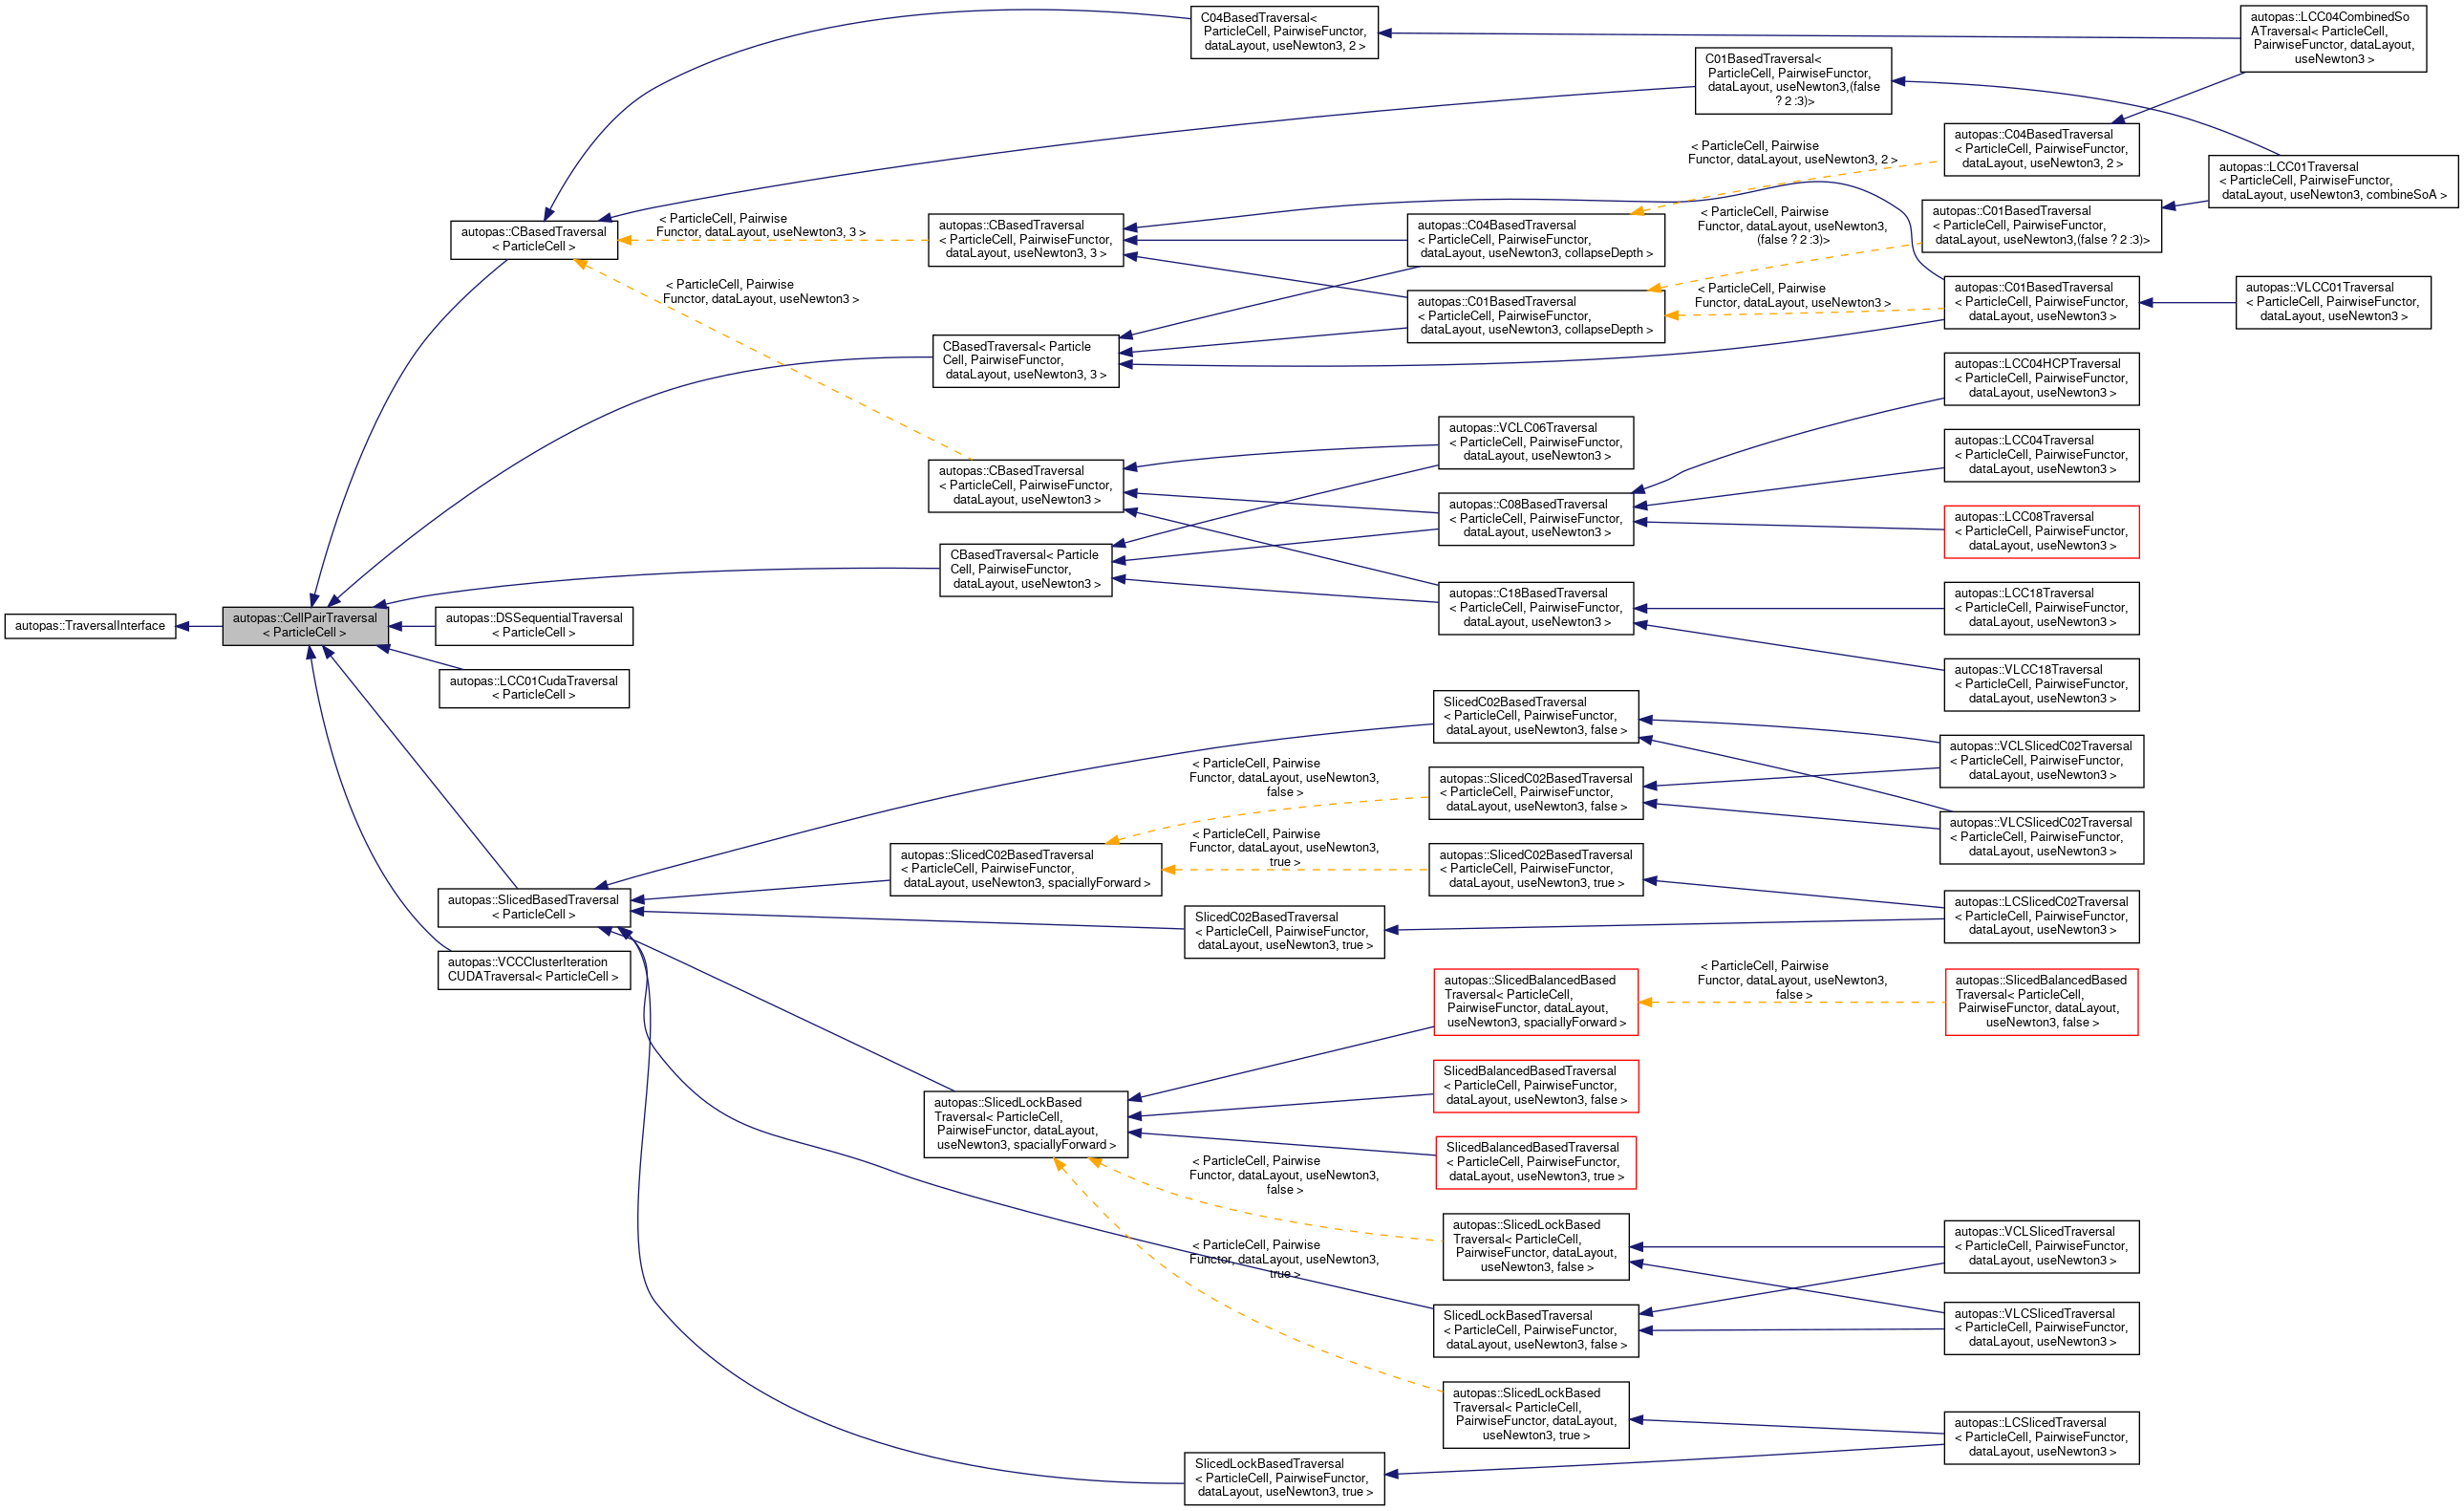 autopas::TraversalInterface
autopas::CellPairTraversal
< ParticleCell >
autopas::CBasedTraversal
< ParticleCell >
autopas::DSSequentialTraversal
< ParticleCell >
autopas::LCC01CudaTraversal
< ParticleCell >
autopas::SlicedBasedTraversal
< ParticleCell >
autopas::VCCClusterIteration
CUDATraversal< ParticleCell >
< ParticleCell, Pairwise
Functor, dataLayout, useNewton3, 3 >
< ParticleCell, Pairwise
Functor, dataLayout, useNewton3 >
autopas::CBasedTraversal
< ParticleCell, PairwiseFunctor,
dataLayout, useNewton3, 3 >
CBasedTraversal< Particle
Cell, PairwiseFunctor,
dataLayout, useNewton3, 3 >
autopas::CBasedTraversal
< ParticleCell, PairwiseFunctor,
dataLayout, useNewton3 >
CBasedTraversal< Particle
Cell, PairwiseFunctor,
dataLayout, useNewton3 >
autopas::SlicedC02BasedTraversal
< ParticleCell, PairwiseFunctor,
dataLayout, useNewton3, spaciallyForward >
autopas::SlicedLockBased
Traversal< ParticleCell,
PairwiseFunctor, dataLayout,
useNewton3, spaciallyForward >
C04BasedTraversal<
ParticleCell, PairwiseFunctor,
dataLayout, useNewton3, 2 >
< ParticleCell, Pairwise
Functor, dataLayout, useNewton3,
false >
< ParticleCell, Pairwise
Functor, dataLayout, useNewton3,
true >
SlicedC02BasedTraversal
< ParticleCell, PairwiseFunctor,
dataLayout, useNewton3, true >
< ParticleCell, Pairwise
Functor, dataLayout, useNewton3,
false >
< ParticleCell, Pairwise
Functor, dataLayout, useNewton3,
true >
SlicedLockBasedTraversal
< ParticleCell, PairwiseFunctor,
dataLayout, useNewton3, true >
autopas::C04BasedTraversal
< ParticleCell, PairwiseFunctor,
dataLayout, useNewton3, collapseDepth >
autopas::C01BasedTraversal
< ParticleCell, PairwiseFunctor,
dataLayout, useNewton3, collapseDepth >
autopas::VCLC06Traversal
< ParticleCell, PairwiseFunctor,
dataLayout, useNewton3 >
autopas::C08BasedTraversal
< ParticleCell, PairwiseFunctor,
dataLayout, useNewton3 >
autopas::C18BasedTraversal
< ParticleCell, PairwiseFunctor,
dataLayout, useNewton3 >
SlicedC02BasedTraversal
< ParticleCell, PairwiseFunctor,
dataLayout, useNewton3, false >
autopas::SlicedC02BasedTraversal
< ParticleCell, PairwiseFunctor,
dataLayout, useNewton3, false >
autopas::SlicedC02BasedTraversal
< ParticleCell, PairwiseFunctor,
dataLayout, useNewton3, true >
autopas::SlicedBalancedBased
Traversal< ParticleCell,
PairwiseFunctor, dataLayout,
useNewton3, spaciallyForward >
SlicedBalancedBasedTraversal
< ParticleCell, PairwiseFunctor,
dataLayout, useNewton3, false >
SlicedBalancedBasedTraversal
< ParticleCell, PairwiseFunctor,
dataLayout, useNewton3, true >
autopas::SlicedLockBased
Traversal< ParticleCell,
PairwiseFunctor, dataLayout,
useNewton3, false >
SlicedLockBasedTraversal
< ParticleCell, PairwiseFunctor,
dataLayout, useNewton3, false >
autopas::SlicedLockBased
Traversal< ParticleCell,
PairwiseFunctor, dataLayout,
useNewton3, true >
C01BasedTraversal<
ParticleCell, PairwiseFunctor,
dataLayout, useNewton3,(false
? 2 :3)>
< ParticleCell, Pairwise
Functor, dataLayout, useNewton3, 2 >
< ParticleCell, Pairwise
Functor, dataLayout, useNewton3,
(false ? 2 :3)>
< ParticleCell, Pairwise
Functor, dataLayout, useNewton3 >
< ParticleCell, Pairwise
Functor, dataLayout, useNewton3,
false >
autopas::C04BasedTraversal
< ParticleCell, PairwiseFunctor,
dataLayout, useNewton3, 2 >
autopas::C01BasedTraversal
< ParticleCell, PairwiseFunctor,
dataLayout, useNewton3,(false ? 2 :3)>
autopas::C01BasedTraversal
< ParticleCell, PairwiseFunctor,
dataLayout, useNewton3 >
autopas::LCC04HCPTraversal
< ParticleCell, PairwiseFunctor,
dataLayout, useNewton3 >
autopas::LCC04Traversal
< ParticleCell, PairwiseFunctor,
dataLayout, useNewton3 >
autopas::LCC08Traversal
< ParticleCell, PairwiseFunctor,
dataLayout, useNewton3 >
autopas::LCC18Traversal
< ParticleCell, PairwiseFunctor,
dataLayout, useNewton3 >
autopas::VLCC18Traversal
< ParticleCell, PairwiseFunctor,
dataLayout, useNewton3 >
autopas::VCLSlicedC02Traversal
< ParticleCell, PairwiseFunctor,
dataLayout, useNewton3 >
autopas::VLCSlicedC02Traversal
< ParticleCell, PairwiseFunctor,
dataLayout, useNewton3 >
autopas::LCSlicedC02Traversal
< ParticleCell, PairwiseFunctor,
dataLayout, useNewton3 >
autopas::SlicedBalancedBased
Traversal< ParticleCell,
PairwiseFunctor, dataLayout,
useNewton3, false >
autopas::VCLSlicedTraversal
< ParticleCell, PairwiseFunctor,
dataLayout, useNewton3 >
autopas::VLCSlicedTraversal
< ParticleCell, PairwiseFunctor,
dataLayout, useNewton3 >
autopas::LCSlicedTraversal
< ParticleCell, PairwiseFunctor,
dataLayout, useNewton3 >
autopas::LCC04CombinedSo
ATraversal< ParticleCell,
PairwiseFunctor, dataLayout,
useNewton3 >
autopas::LCC01Traversal
< ParticleCell, PairwiseFunctor,
dataLayout, useNewton3, combineSoA >
autopas::VLCC01Traversal
< ParticleCell, PairwiseFunctor,
dataLayout, useNewton3 >